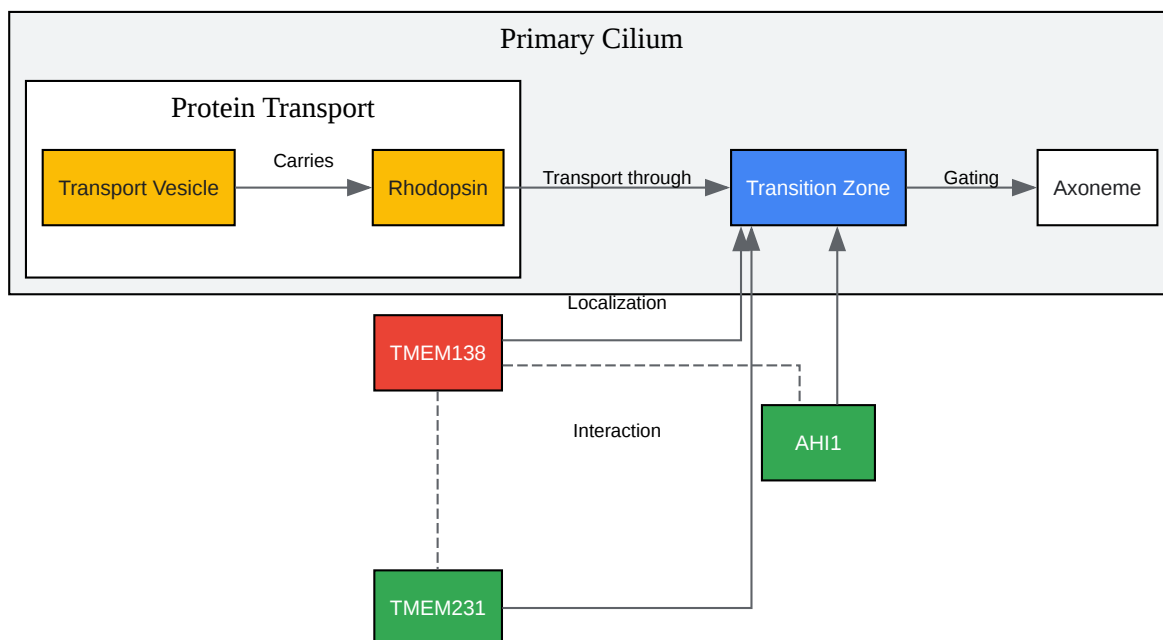 Primary Cilium
Protein Transport
Transport Vesicle
Carries
Rhodopsin
Transport through
Transition Zone
Gating
Axoneme
Localization
TMEM138
Interaction
AHI1
TMEM231